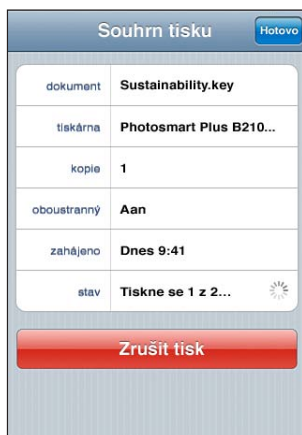 Souhrn tisku
Hotovo
dokument Sustainability.key
tiskárna Photosmart Plus B210...
kopie 1
oboustranný Aan
zahájeno Dnes 9:41
stav Tiskne se 1 z 2...
Zrušit tisk